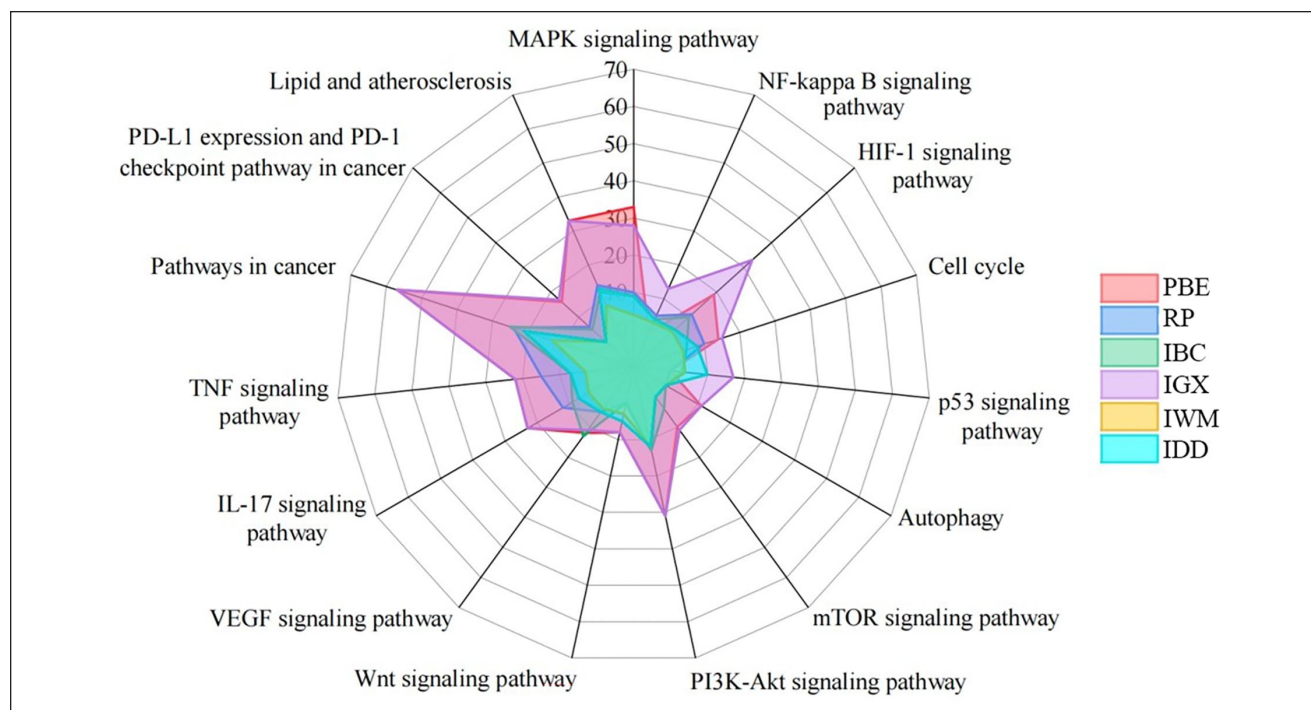 MAPK signaling pathway
70
60
50
40
30
20
10
NF-kappa B signaling
pathway
HIF-1 signaling
pathway
Cell cycle
p53 signaling
pathway
Autophagy
mTOR signaling pathway
PI3K-Akt signaling pathway
Wnt signaling pathway
VEGF signaling pathway
IL-17 signaling
pathway
TNF signaling
pathway
Pathways in cancer
PD-L1 expression and PD-1
checkpoint pathway in cancer
Lipid and atherosclerosis
PBE
RP
IBC
IGX
IWM
IDD